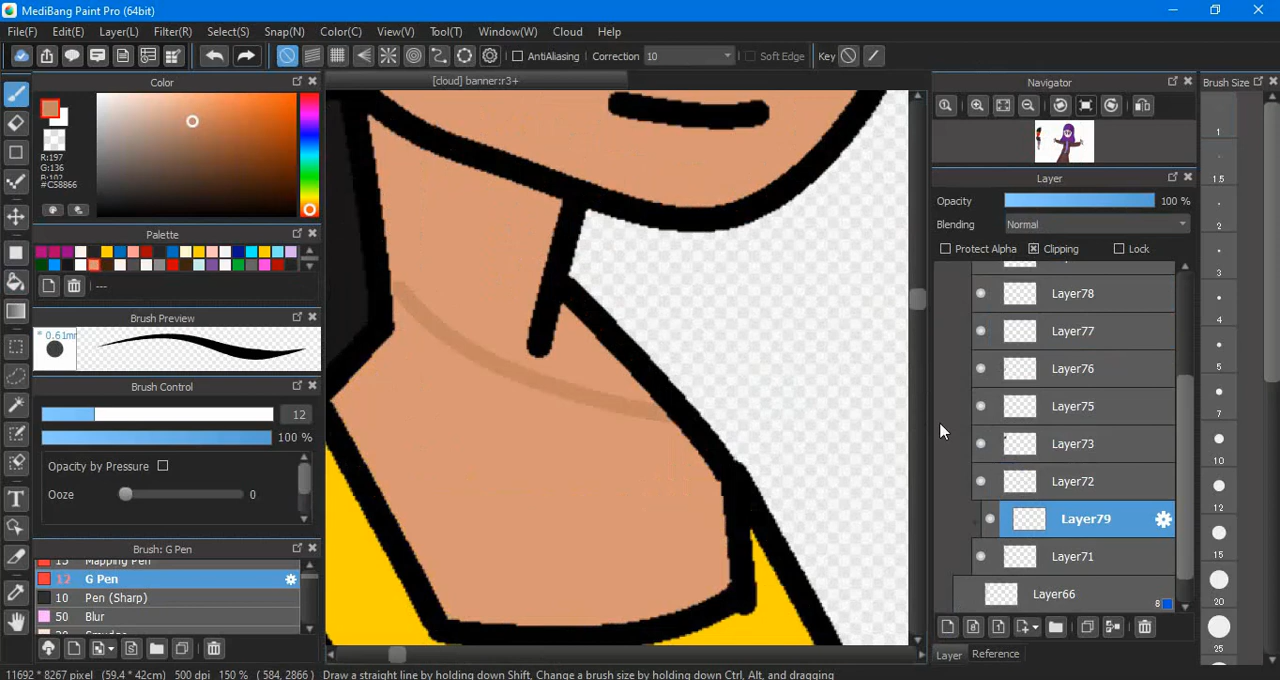 MediBang Paint Pro (64bit)
File(F) Edit(E) Layer(L) Filter(R) Select(S) Snap(N) Color(C) View(V) Tool(T) Window(W) Cloud Help
AntiAliasing Correction 10 Soft Edge Key
Color
[cloud] banner:r3+
Navigator
Brush Size
R:197
G:136
B:102
#C58866
Palette
---
Brush Preview
* 0.61mm
Brush Control
12
100 %
Opacity by Pressure
Ooze 0
Brush: G Pen
15 Mapping Pen
12 G Pen
10 Pen (Sharp)
50 Blur
Layer
Opacity 100 %
Blending Normal
Protect Alpha Clipping Lock
Layer78
Layer77
Layer76
Layer75
Layer73
Layer72
Layer79
Layer71
Layer66
8
Layer Reference
1
1.5
2
3
4
5
7
10
12
15
20
25
11692 * 8267 pixel (59.4 * 42cm) 500 dpi 150 % ( 584, 2866 ) Draw a straight line by holding down Shift, Change a brush size by holding down Ctrl, Alt, and dragging